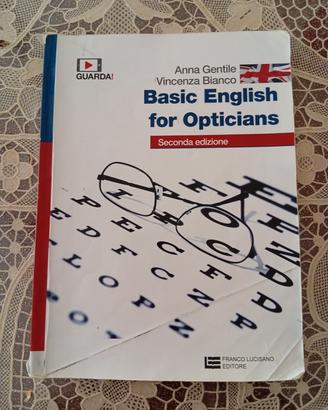 GUARDA!
Anna Gentile
Vincenza Bianco
Basic English
for Opticians
Seconda edizione
FRANCO LUCISANO
EDITORE